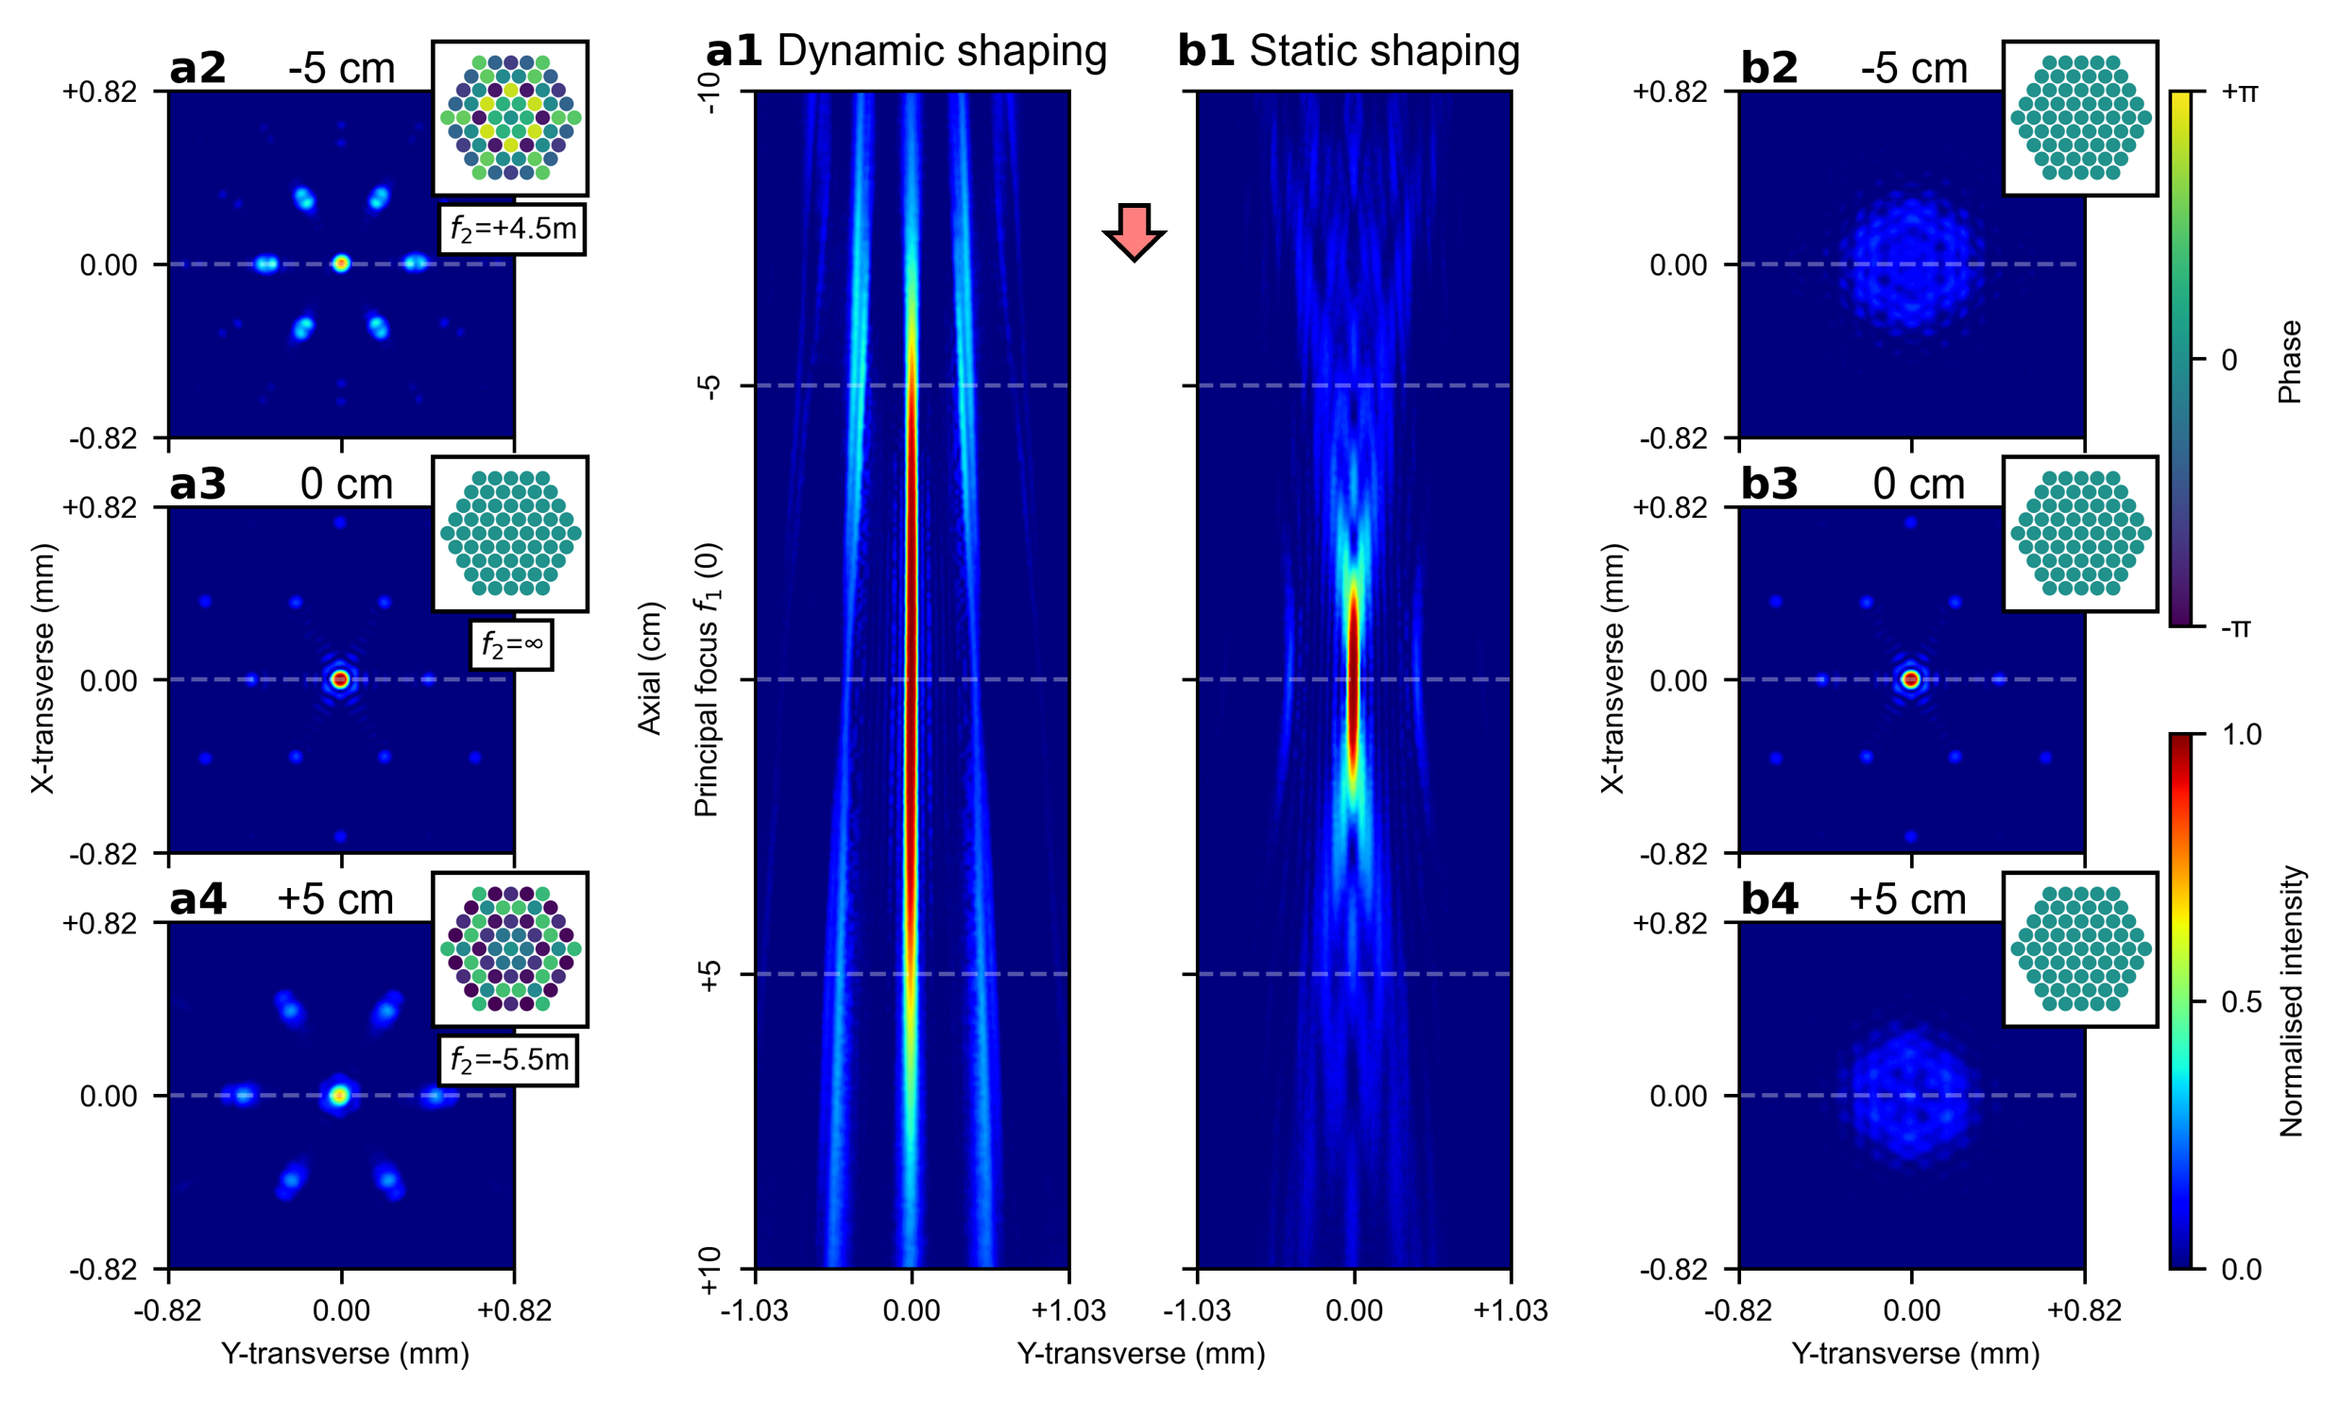 a1 Dynamic shaping
b1 Static shaping
a2 -5 cm
f2=+4.5m
+0.82
0.00
-0.82
a3 0 cm
f2=∞
+0.82
0.00
-0.82
a4 +5 cm
f2=-5.5m
+0.82
0.00
-0.82
-0.82 0.00 +0.82
X-transverse (mm)
Y-transverse (mm)
Axial (cm)
Principal focus f1 (0)
-10
-5
+5
+10
-1.03 0.00 +1.03
-1.03 0.00 +1.03
Y-transverse (mm)
b2 -5 cm
+0.82
0.00
-0.82
b3 0 cm
+0.82
0.00
-0.82
b4 +5 cm
+0.82
0.00
-0.82
-0.82 0.00 +0.82
X-transverse (mm)
Y-transverse (mm)
+π
0
-π
Phase
1.0
0.5
0.0
Normalised intensity